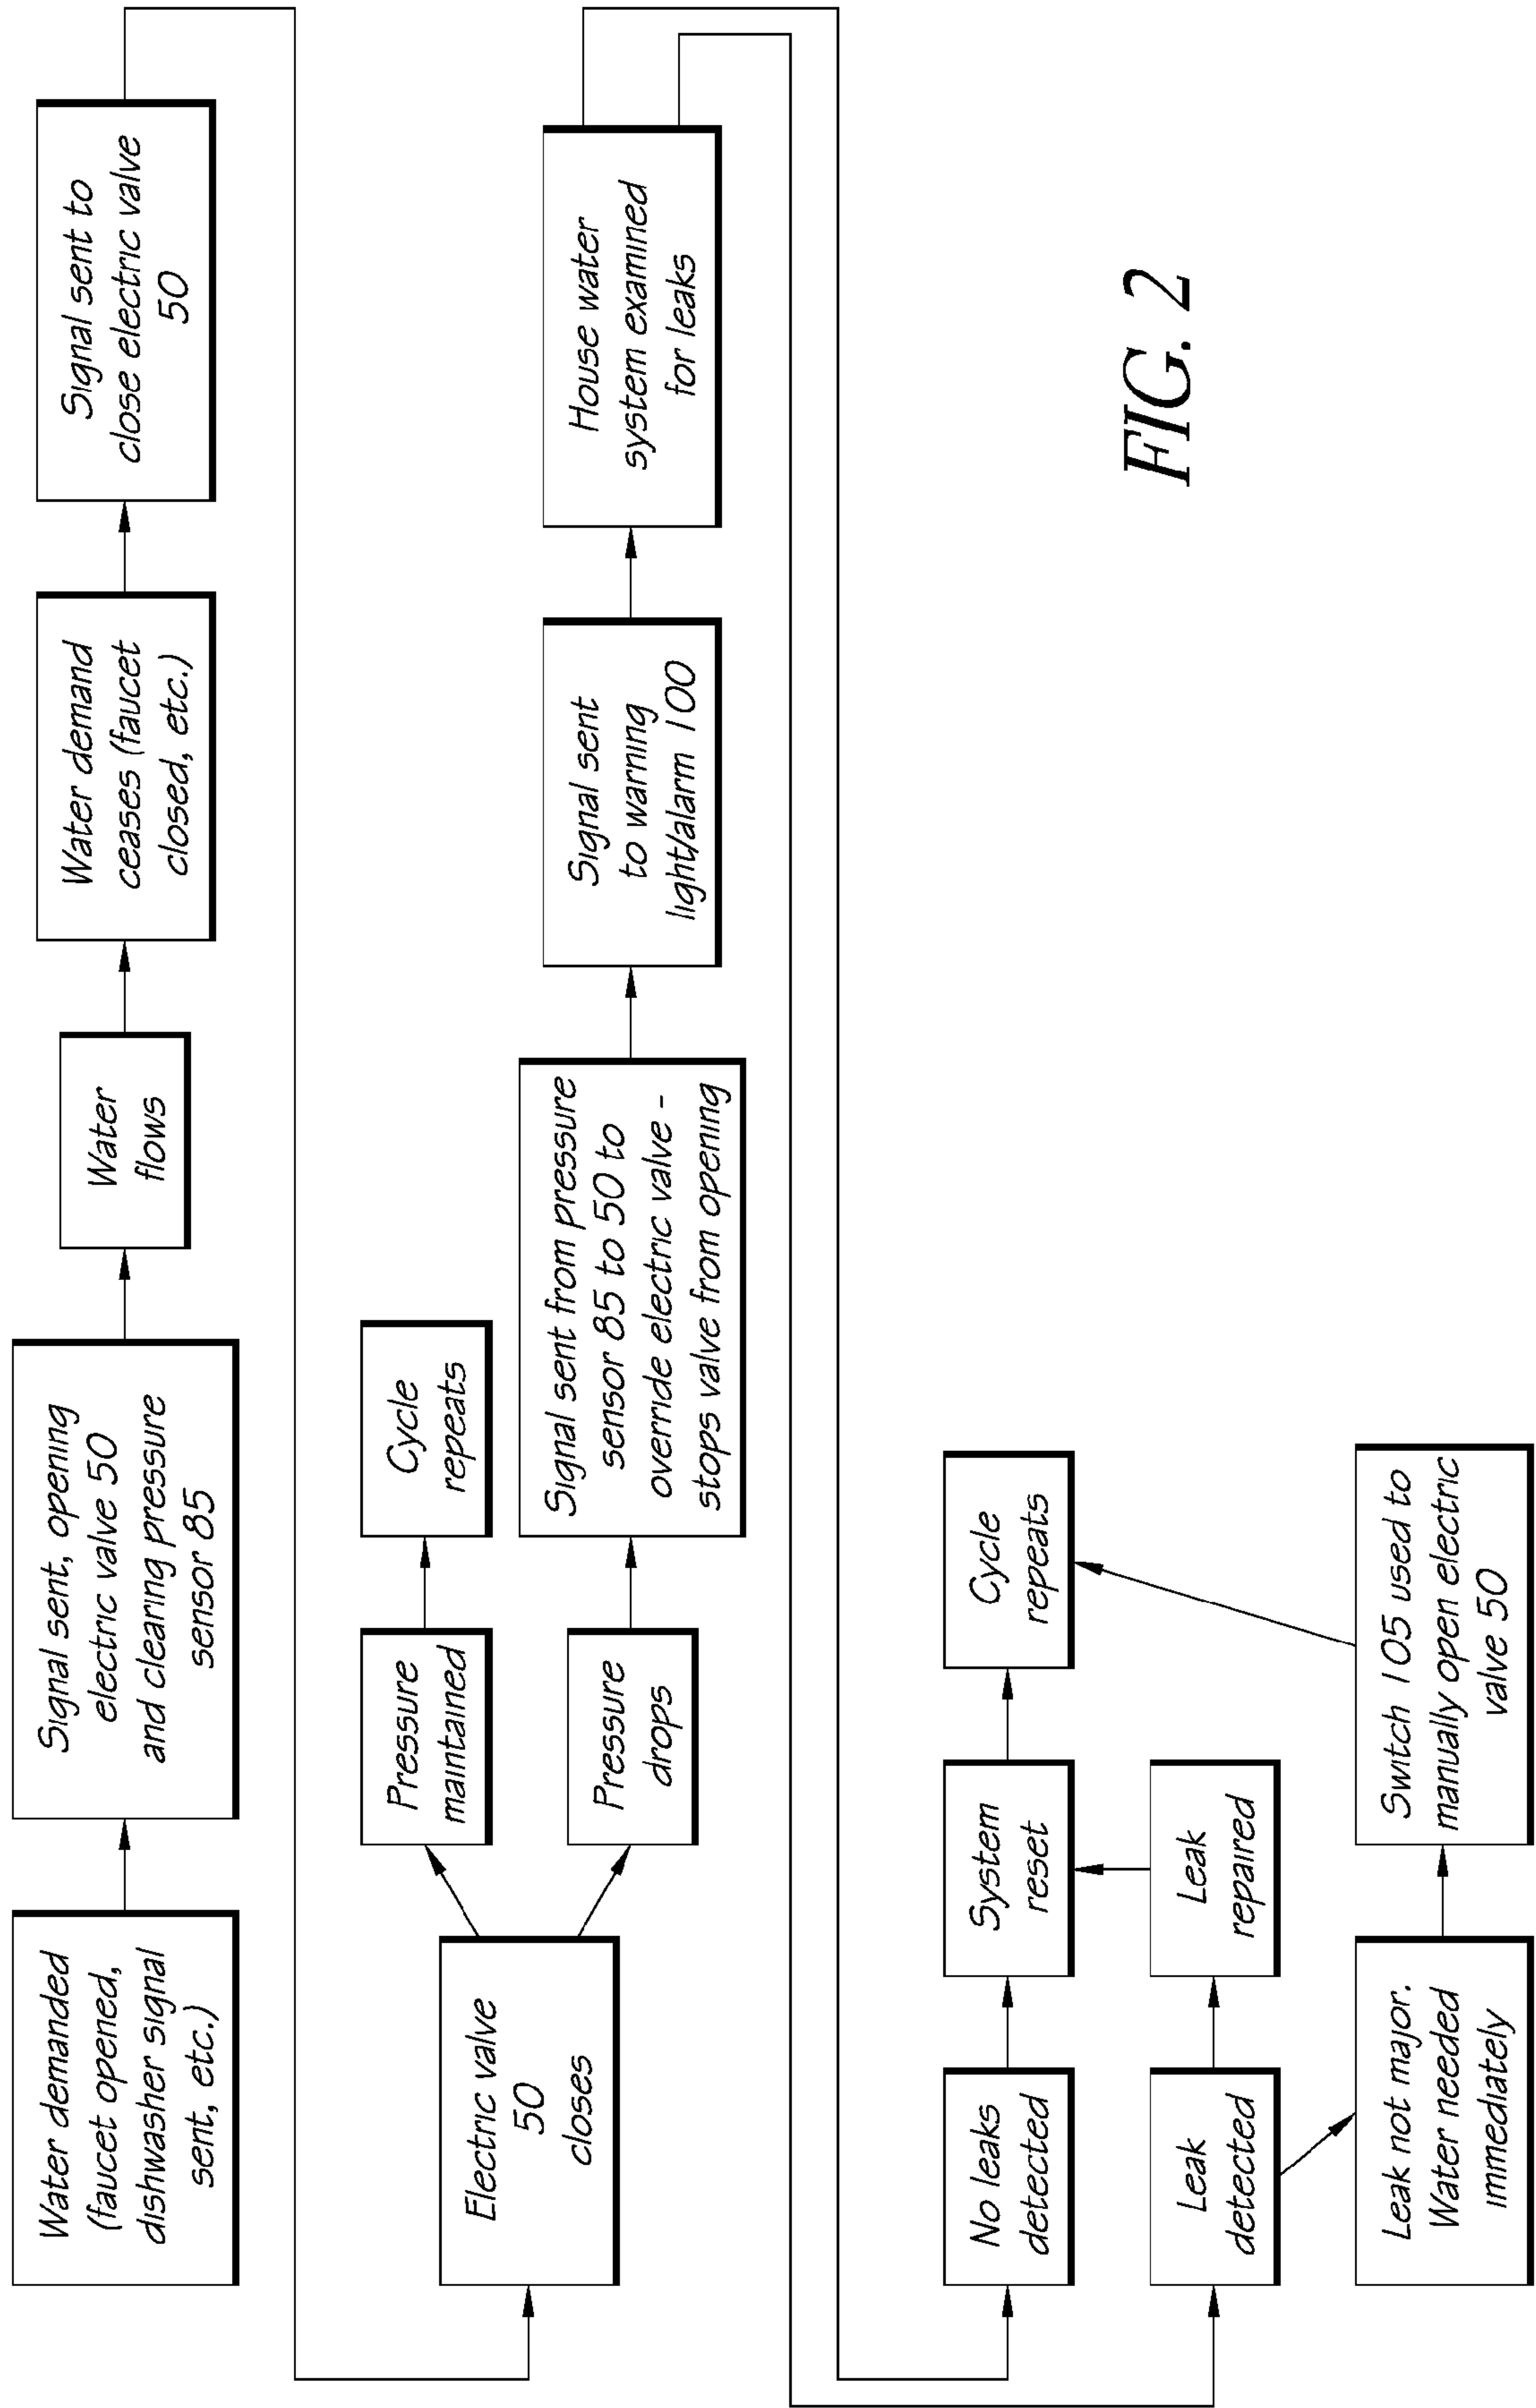 Water demanded
(faucet opened,
dishwasher signal
sent, etc.)
Signal sent, opening
electric valve 50
and clearing pressure
sensor 85
Water
flows
Water demand
ceases (faucet
closed, etc.)
Signal sent to
close electric valve
50
Electric valve
50
closes
Pressure
maintained
Cycle
repeats
Pressure
drops
Signal sent from pressure
sensor 85 to 50 to
override electric valve -
stops valve from opening
Signal sent
to warning
light/alarm 100
House water
system examined
for leaks
No leaks
detected
System
reset
Cycle
repeats
Leak
detected
Leak
repaired
Leak not major.
Water needed
immediately
Switch 105 used to
manually open electric
valve 50
FIG. 2